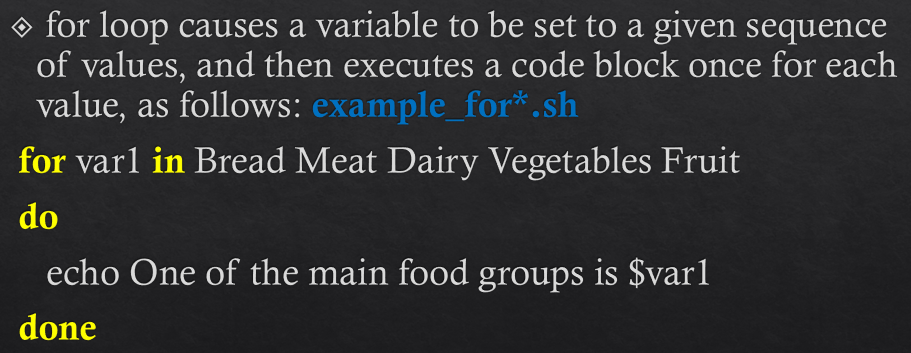 for loop causes a variable to be set to a given sequence
of values, and then executes a code block once for each
value, as follows: example_for*.sh
for var1 in Bread Meat Dairy Vegetables Fruit
do
echo One of the main food groups is $var1
done